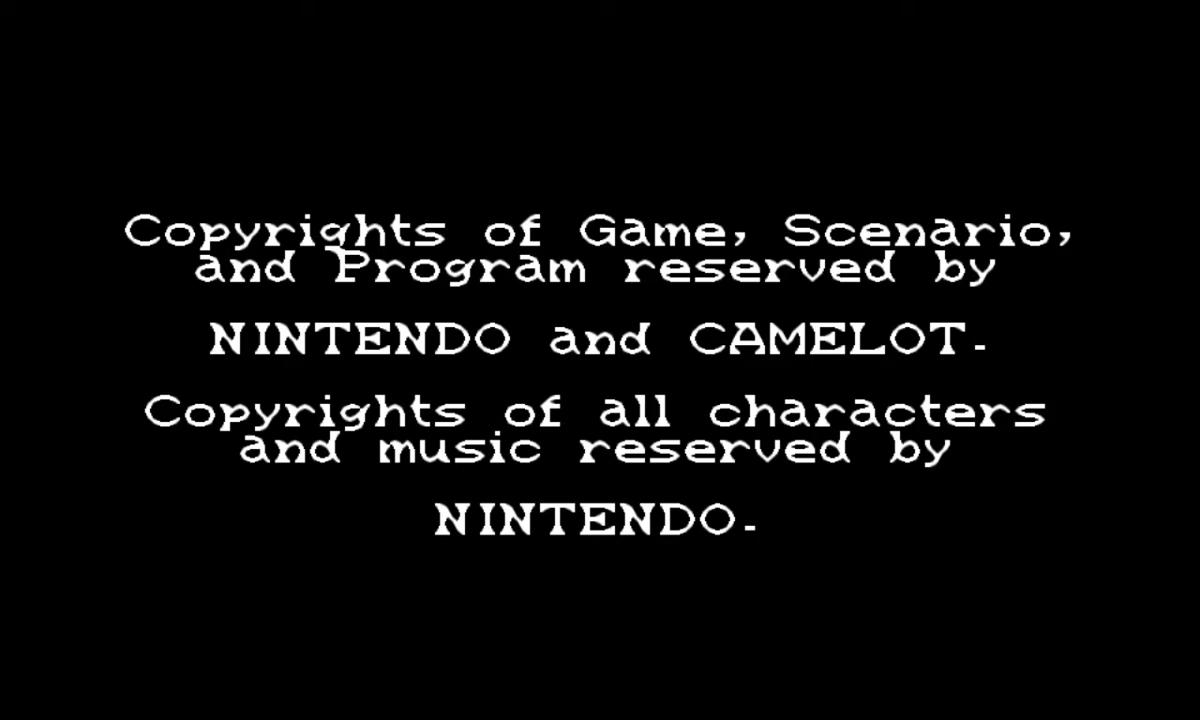 Copyrights of Game, Scenario,
and Program reserved by
NINTENDO and CAMELOT.
Copyrights of all characters
and music reserved by
NINTENDO.